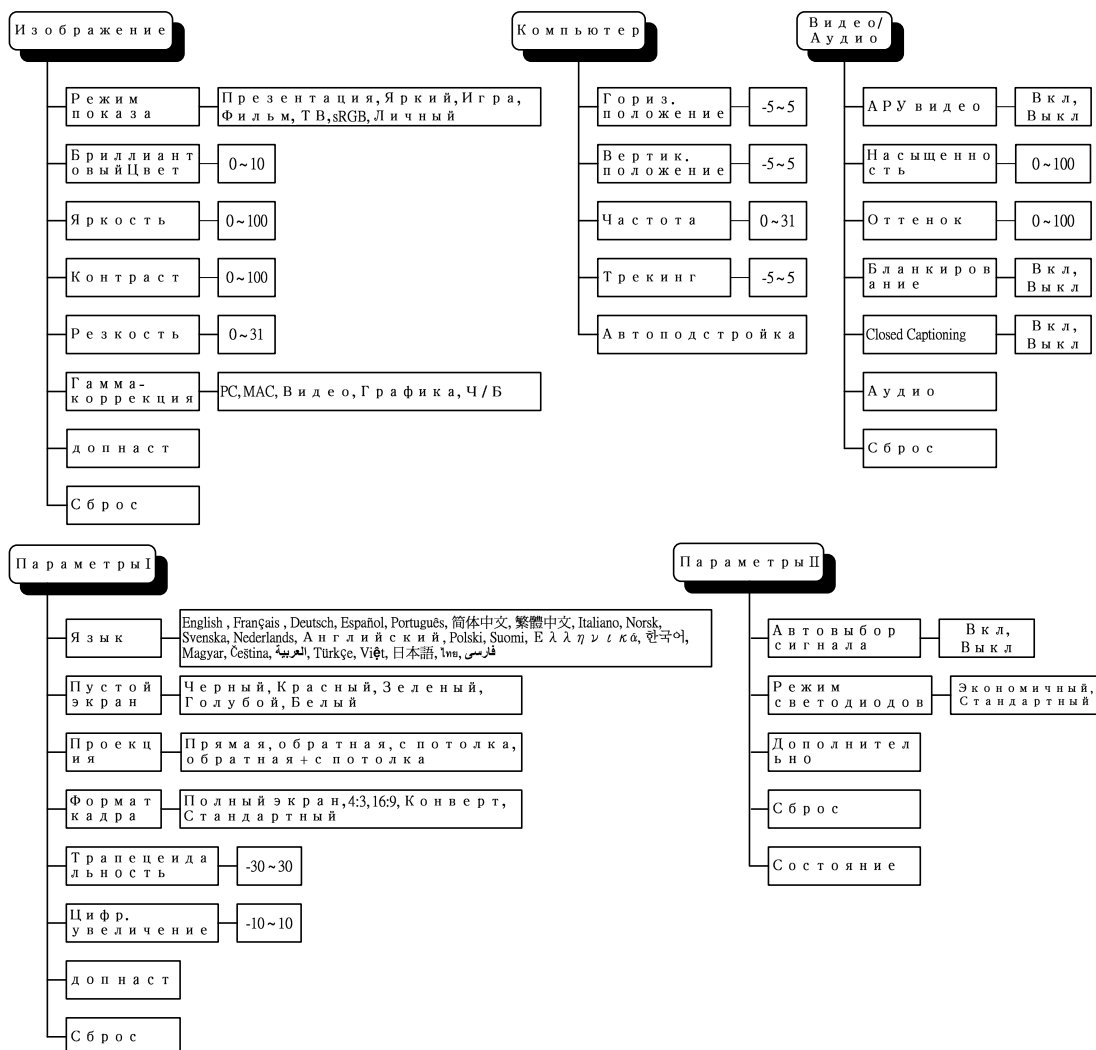 Изображение
Режим
показа
Презентация, Яркий, Игра,
Фильм, ТВ, sRGB, Личный
Бриллиант
овыйЦвет
0~10
Яркость
0~100
Контраст
0~100
Резкость
0~31
Гамма-
коррекция
PC, MAC, Видео, Графика, Ч/Б
допнаст
Сброс
Компьютер
Гориз.
положение
-5~5
Вертик.
положение
-5~5
Частота
0~31
Трекинг
-5~5
Автоподстройка
Видео/
Аудио
АРУ видео
Вкл,
Выкл
Насыщенно
сть
0~100
Оттенок
0~100
Бланкиров
ание
Вкл,
Выкл
Closed Captioning
Вкл,
Выкл
Аудио
Сброс
Параметры I
Язык
English , Français , Deutsch, Español, Português, 简体中文, 繁體中文, Italiano, Norsk,
Svenska, Nederlands, Английский, Polski, Suomi, Ελληνικά, 한국어,
Magyar, Čeština, العربية, Türkçe, Việt, 日本語, ไทย, فارسی
Пустой
экран
Черный, Красный, Зеленый,
Голубой, Белый
Проекц
ия
Прямая, обратная, с потолка,
обратная + с потолка
Формат
кадра
Полный экран, 4:3, 16:9, Конверт,
Стандартный
Трапецеида
льность
-30~30
Цифр.
увеличение
-10~10
допнаст
Сброс
Параметры II
Автовыбор
сигнала
Вкл,
Выкл
Режим
светодиодов
Экономичный,
Стандартный
Дополнител
ьно
Сброс
Состояние